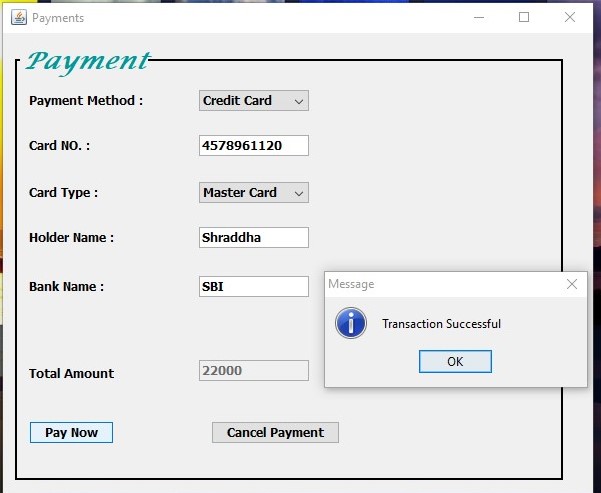 Payments
Payment
Payment Method : Credit Card
Card NO. : 4578961120
Card Type : Master Card
Holder Name : Shraddha
Bank Name : SBI
Message
Transaction Successful
OK
Total Amount 22000
Pay Now Cancel Payment